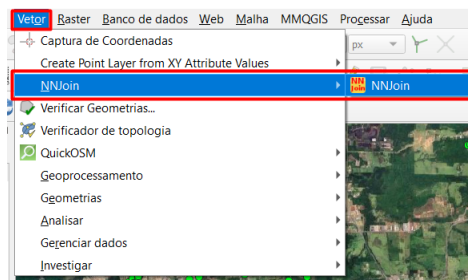 Vetor Raster Banco de dados Web Malha MMQGIS Processar Ajuda
Captura de Coordenadas
px
Create Point Layer from XY Attribute Values
NNJoin
NN Join NNJoin
Verificar Geometrias...
Verificador de topologia
QuickOSM
Geoprocessamento
Geometrias
Analisar
Gerenciar dados
Investigar